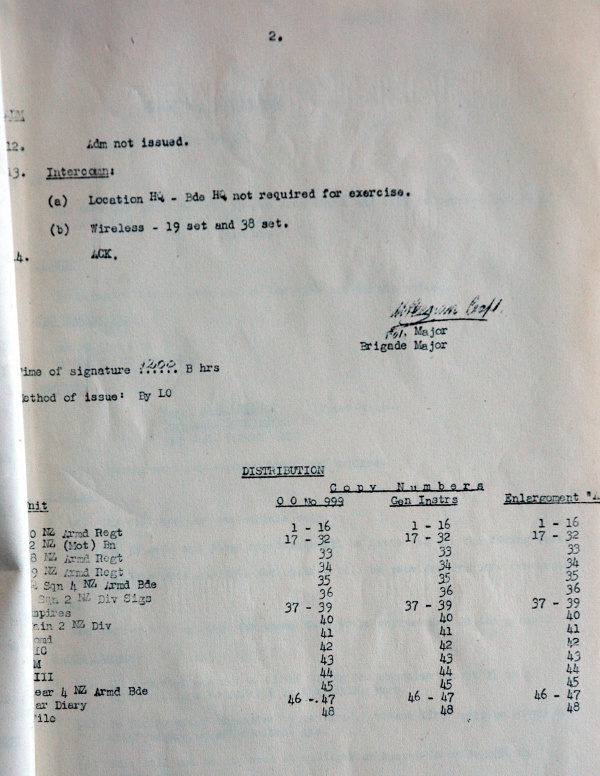 2.
12. Adm not issued.
13. Intercomn:
(a) Location HQ - Bde HQ not required for exercise.
(b) Wireless - 19 set and 38 set.
4. ACK.
Capt.
for. Major
Brigade Major
ime of signature 1200 B hrs
ethod of issue: By LO
DISTRIBUTION
Copy Numbers
nit O O No 999 Gen Instrs Enlargement "A
0 NZ Armd Regt 1 - 16 1 - 16 1 - 16
2 NZ (Mot) Bn 17 - 32 17 - 32 17 - 32
8 NZ Armd Regt 33 33 33
9 NZ Armd Regt 34 34 34
Sqn 4 NZ Armd Bde 35 35 35
Sqn 2 NZ Div Sigs 36 36 36
mpires 37 - 39 37 - 39 37 - 39
ain 2 NZ Div 40 40 40
omd 41 41 41
IC 42 42 42
M 43 43 43
III 44 44 44
ear 4 NZ Armd Bde 45 45 45
ar Diary 46 - 47 46 - 47 46 - 47
ile 48 48 48